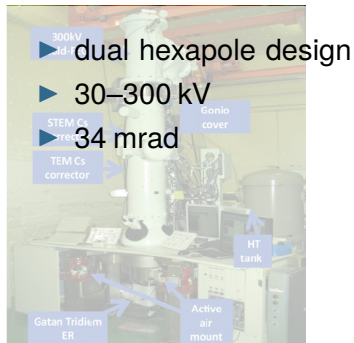 dual hexapole design
30–300 kV
34 mrad
300kV
Gonio
cover
STEM Cs
TEM Cs
corrector
HT
tank
Gatan Tridiem
ER
Active
air
mount